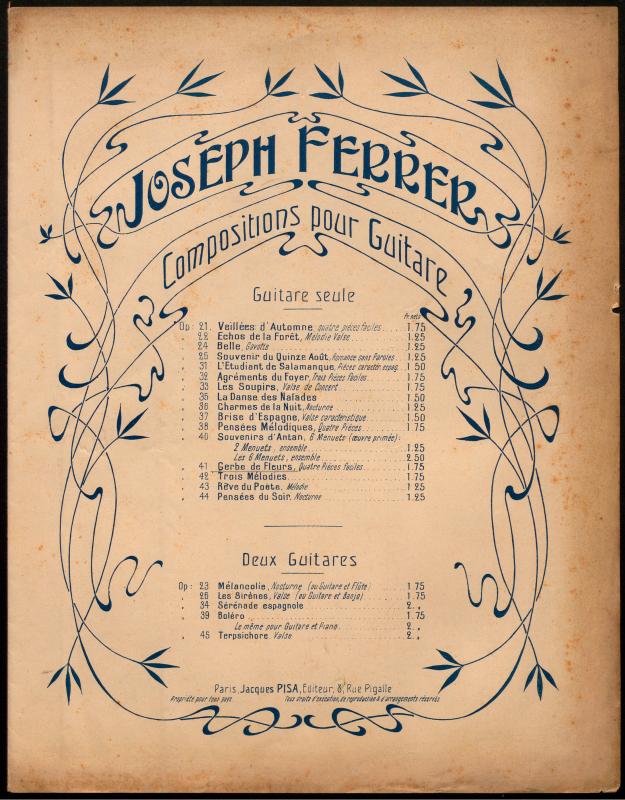 JOSEPH FERRER
Compositions pour Guitare
Guitare seule
Pr. nets
Op: 21. Veillées d'Automne, quatre pièces faciles 1.75
„ 22 Echos de la Forêt, Mélodie Valse 1.25
„ 24 Belle, Gavotte 1.25
„ 25 Souvenir du Quinze Août, Romance sans Paroles 1.25
„ 31 L'Etudiant de Salamanque, Pièces caractér. espag. 1.50
„ 32 Agréments du Foyer, Trois Pièces faciles 1.75
„ 33 Les Soupirs, Valse de Concert 1.75
„ 35 La Danse des Naïades 1.50
„ 36 Charmes de la Nuit, Nocturne 1.25
„ 37 Brise d'Espagne, Valse caractéristique 1.50
„ 38 Pensées Mélodiques, Quatre Pièces 1.75
„ 40 Souvenirs d'Antan, 6 Menuets (œuvre primée):
2 Menuets, ensemble 1.25
Les 6 Menuets, ensemble 2.50
„ 41 Gerbe de Fleurs, Quatre Pièces faciles 1.75
„ 42 Trois Mélodies 1.75
„ 43 Rêve du Poète, Mélodie 1.25
„ 44 Pensées du Soir, Nocturne 1.25
Deux Guitares
Op: 23 Mélancolie, Nocturne (ou Guitare et Flûte) 1.75
„ 26 Les Sirènes, Valse (ou Guitare et Banjo) 1.75
„ 34 Sérénade espagnole 2.„
„ 39 Boléro 1.75
Le même pour Guitare et Piano 2.„
„ 45 Terpsichore, Valse 2.„
Paris, Jacques PISA, Editeur, 8, Rue Pigalle
Propriété pour tous pays. Tous droits d'exécution, de reproduction & d'arrangements réservés